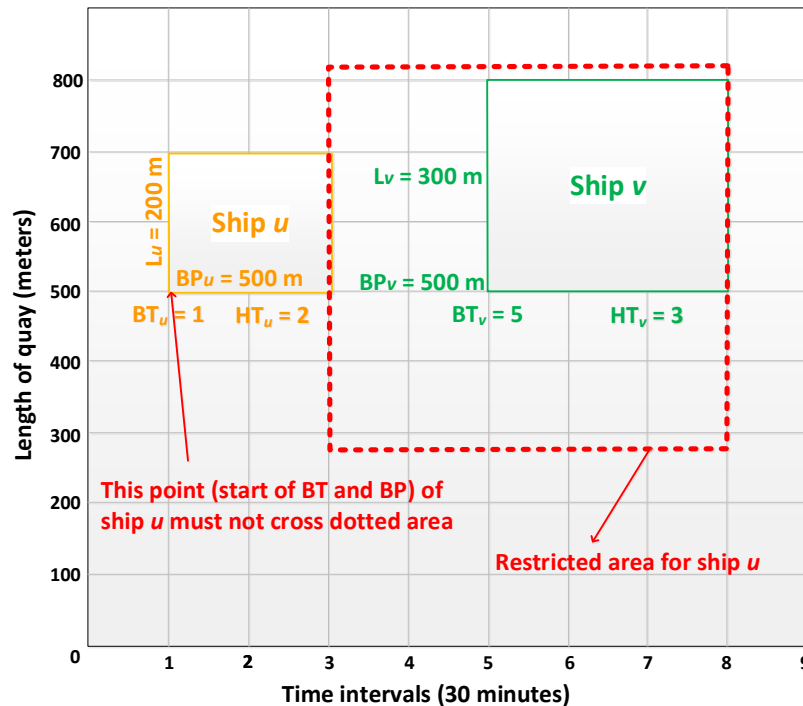 800
700
600
500
400
300
200
100
0
Length of quay (meters)
Lu = 200 m
Ship u
BPu = 500 m
BTu = 1
HTu = 2
Lv = 300 m
Ship v
BPv = 500 m
BTv = 5
HTv = 3
This point (start of BT and BP) of
ship u must not cross dotted area
Restricted area for ship u
1 2 3 4 5 6 7 8 9
Time intervals (30 minutes)